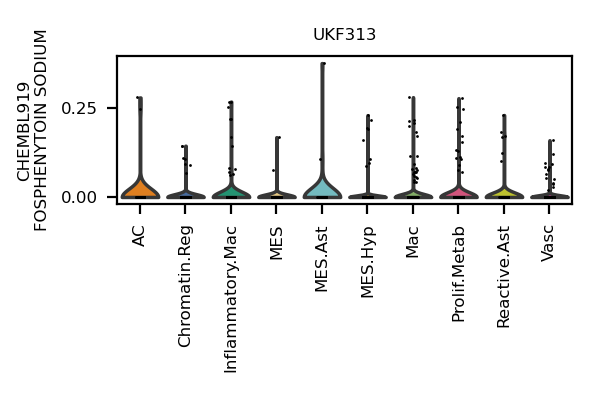 UKF313
CHEMBL919
FOSPHENYTOIN SODIUM
0.25
0.00
AC
Chromatin.Reg
Inflammatory.Mac
MES
MES.Ast
MES.Hyp
Mac
Prolif.Metab
Reactive.Ast
Vasc